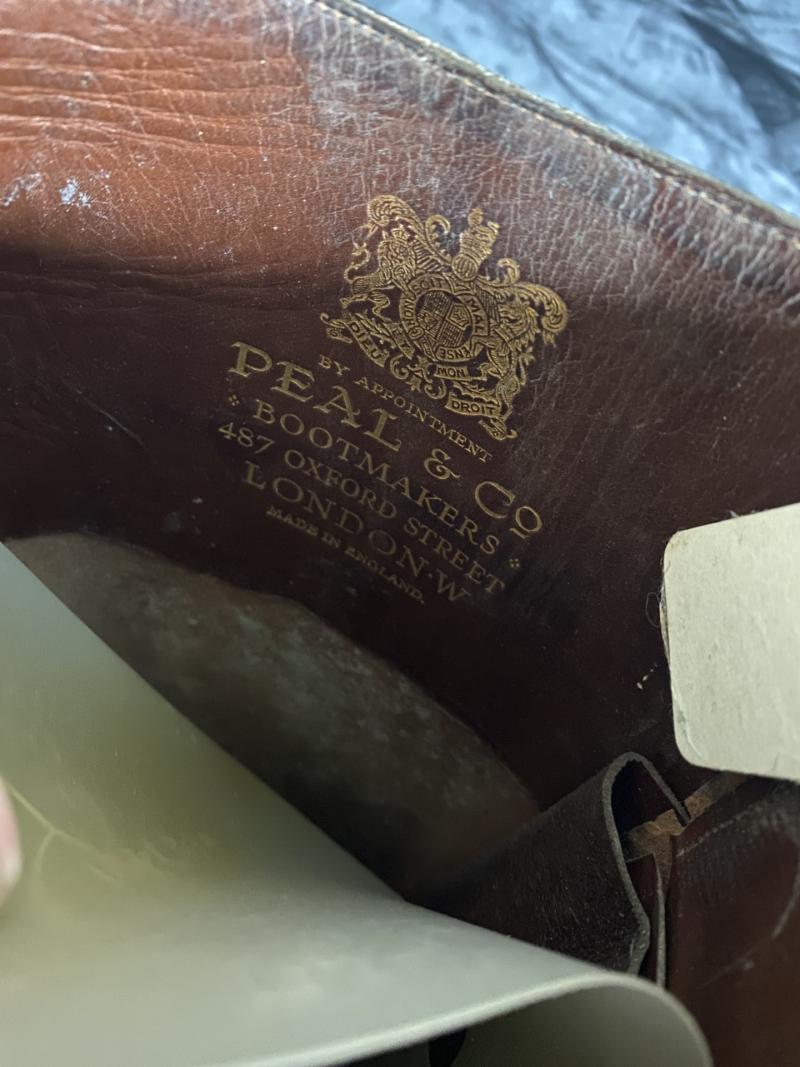 HONI SOIT QUI MAL Y PENSE
DIEU ET MON DROIT
BY APPOINTMENT
PEAL & Co
BOOTMAKERS
487 OXFORD STREET
LONDON·W
MADE IN ENGLAND.